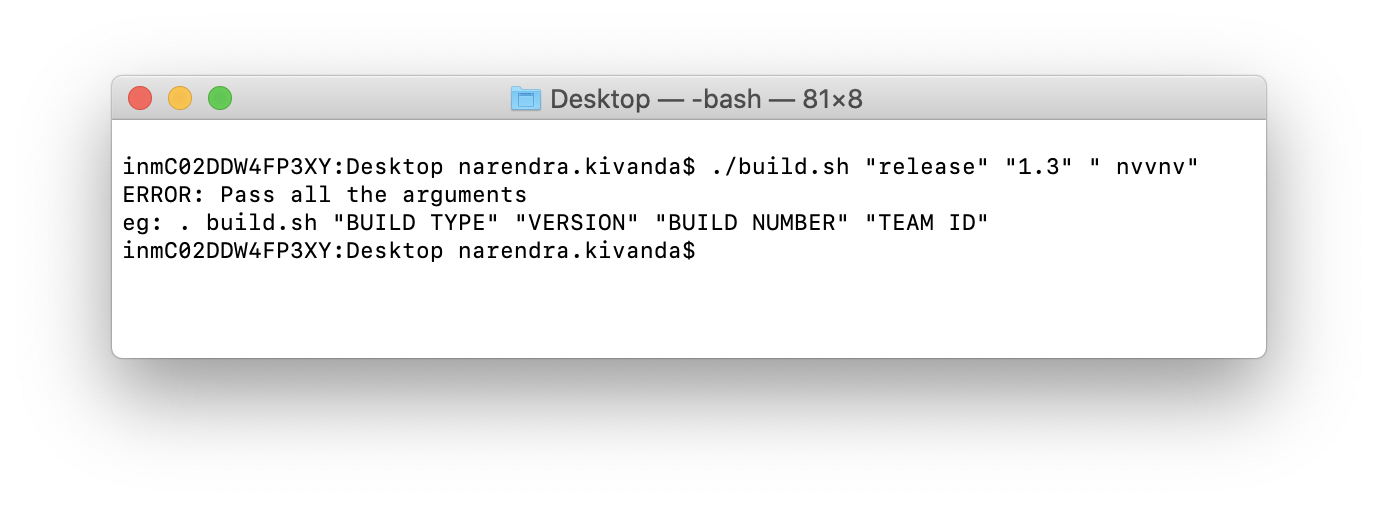 Desktop — -bash — 81×8
inmC02DDW4FP3XY:Desktop narendra.kivanda$ ./build.sh "release" "1.3" " nvvnv"
ERROR: Pass all the arguments
eg: . build.sh "BUILD TYPE" "VERSION" "BUILD NUMBER" "TEAM ID"
inmC02DDW4FP3XY:Desktop narendra.kivanda$